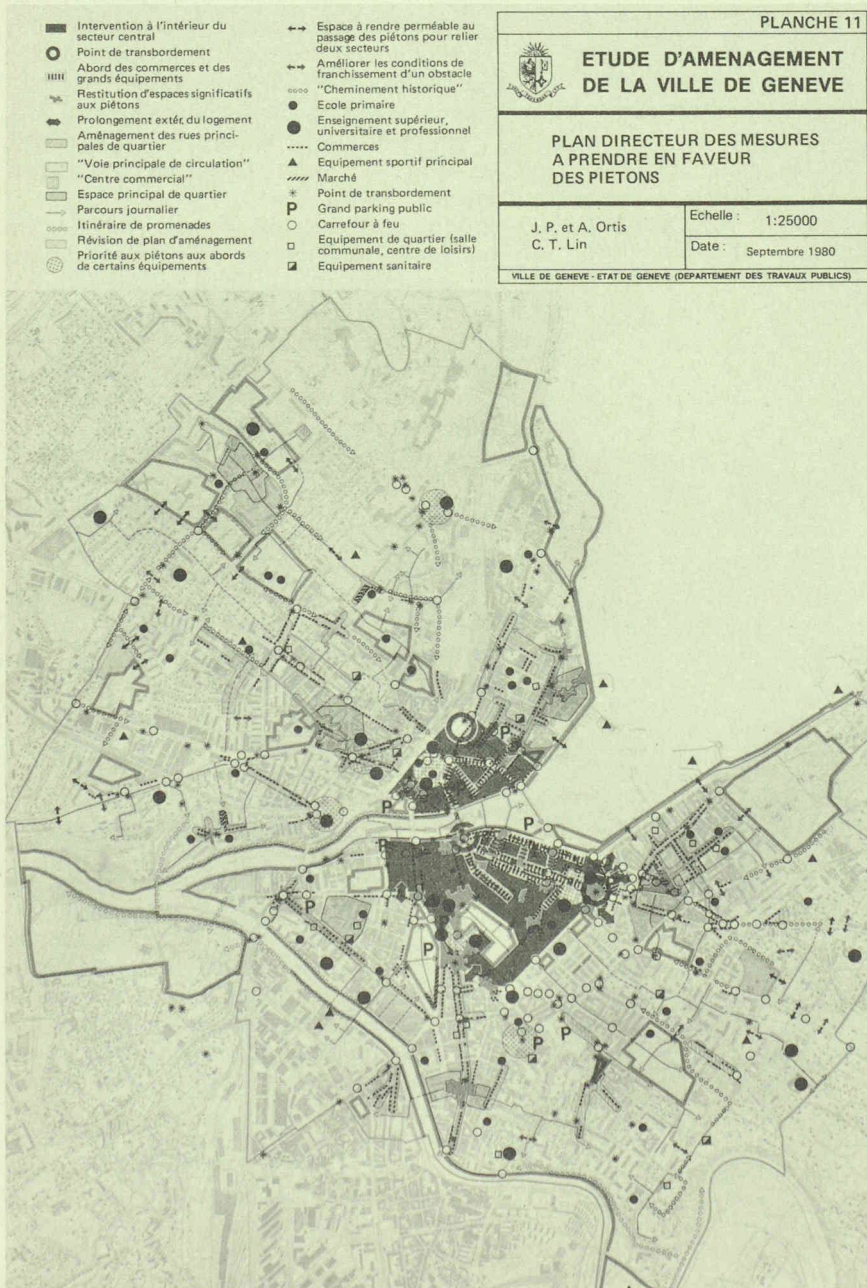 Intervention à l'intérieur du
secteur central
Point de transbordement
Abord des commerces et des
grands équipements
Restitution d'espaces significatifs
aux piétons
Prolongement extér. du logement
Aménagement des rues princi-
pales de quartier
"Voie principale de circulation"
"Centre commercial"
Espace principal de quartier
Parcours journalier
Itinéraire de promenades
Révision de plan d'aménagement
Priorité aux piétons aux abords
de certains équipements
Espace à rendre perméable au
passage des piétons pour relier
deux secteurs
Améliorer les conditions de
franchissement d'un obstacle
"Cheminement historique"
Ecole primaire
Enseignement supérieur,
universitaire et professionnel
Commerces
Equipement sportif principal
Marché
Point de transbordement
P Grand parking public
Carrefour à feu
Equipement de quartier (salle
communale, centre de loisirs)
Equipement sanitaire
PLANCHE 11
ETUDE D'AMENAGEMENT
DE LA VILLE DE GENEVE
PLAN DIRECTEUR DES MESURES
A PRENDRE EN FAVEUR
DES PIETONS
J. P. et A. Ortis
C. T. Lin
Echelle : 1:25000
Date : Septembre 1980
VILLE DE GENEVE - ETAT DE GENEVE (DEPARTEMENT DES TRAVAUX PUBLICS)
P
P
P
P
P
P
P
P
P